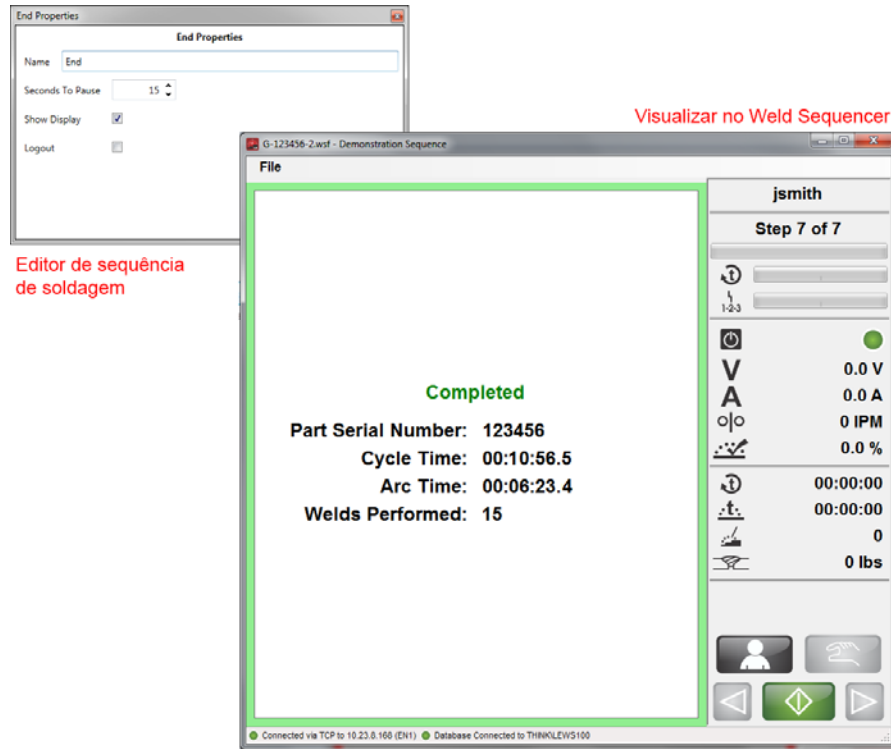 End Properties
End Properties
Name End
Seconds To Pause 15
Show Display
Logout
Editor de sequência
de soldagem
Visualizar no Weld Sequencer
G-123456-2.wsf - Demonstration Sequence
File
Completed
Part Serial Number: 123456
Cycle Time: 00:10:56.5
Arc Time: 00:06:23.4
Welds Performed: 15
jsmith
Step 7 of 7
t
1-2-3
V 0.0 V
A 0.0 A
0 IPM
0.0 %
t 00:00:00
.t. 00:00:00
0
0 lbs
Connected via TCP to 10.23.8.168 (EN1) Database Connected to THINK\LEWS100